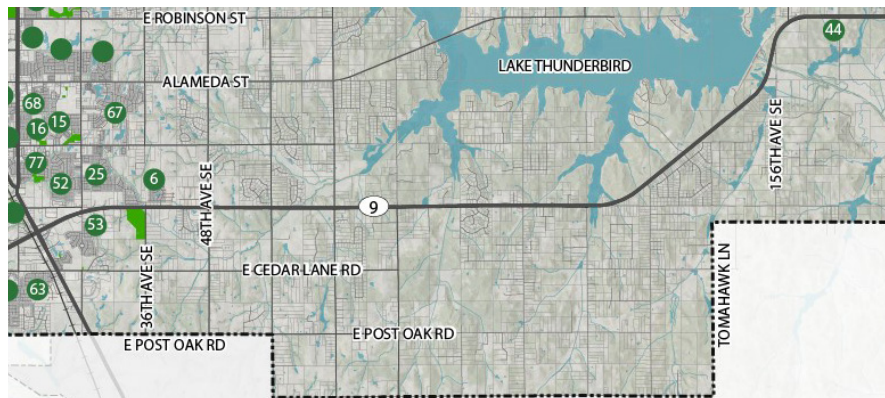 E ROBINSON ST
44
LAKE THUNDERBIRD
ALAMEDA ST
68
67
15
16
156TH AVE SE
77
25
6
52
48TH AVE SE
9
53
36TH AVE SE
E CEDAR LANE RD
TOMAHAWK LN
63
E POST OAK RD
E POST OAK RD